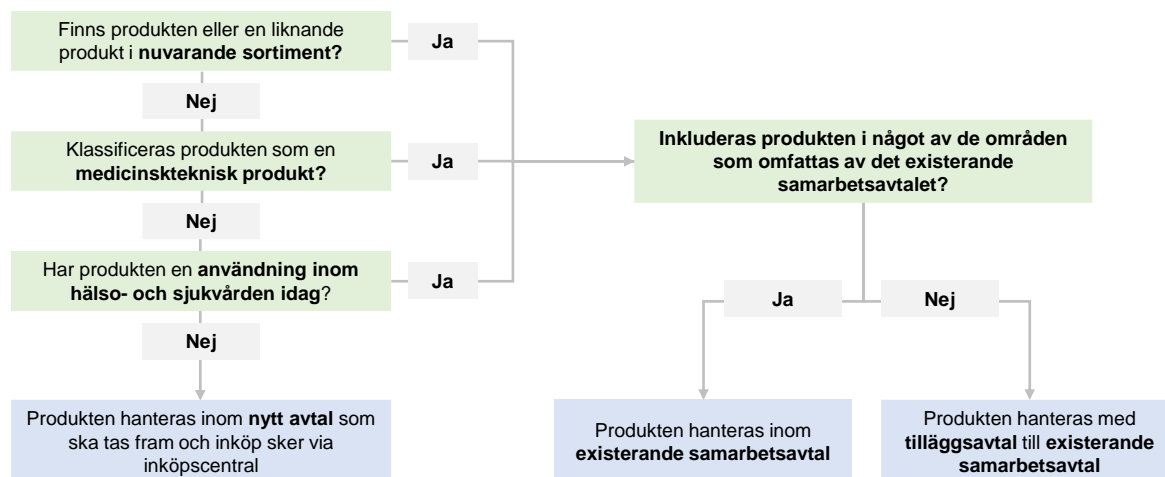 Finns produkten eller en liknande
produkt i nuvarande sortiment?
Ja
Nej
Klassificeras produkten som en
medicinskteknisk produkt?
Ja
Nej
Har produkten en användning inom
hälso- och sjukvården idag?
Ja
Nej
Produkten hanteras inom nytt avtal som
ska tas fram och inköp sker via
inköpscentral
Inkluderas produkten i något av de områden
som omfattas av det existerande
samarbetsavtalet?
Ja
Nej
Produkten hanteras inom
existerande samarbetsavtal
Produkten hanteras med
tilläggsavtal till existerande
samarbetsavtal